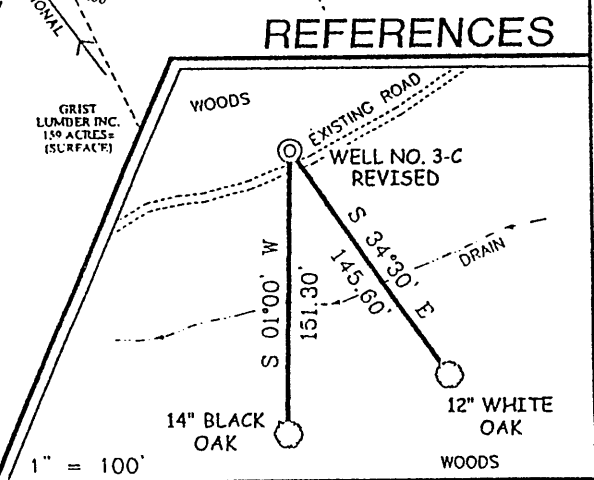 REFERENCES
GRIST
LUMBER INC.
159 ACRES±
(SURFACE)
WOODS
EXISTING ROAD
WELL NO. 3-C
REVISED
S 01°00' W
151.30'
S 34°30' E
145.60'
DRAIN
14" BLACK
OAK
12" WHITE
OAK
1" = 100'
WOODS